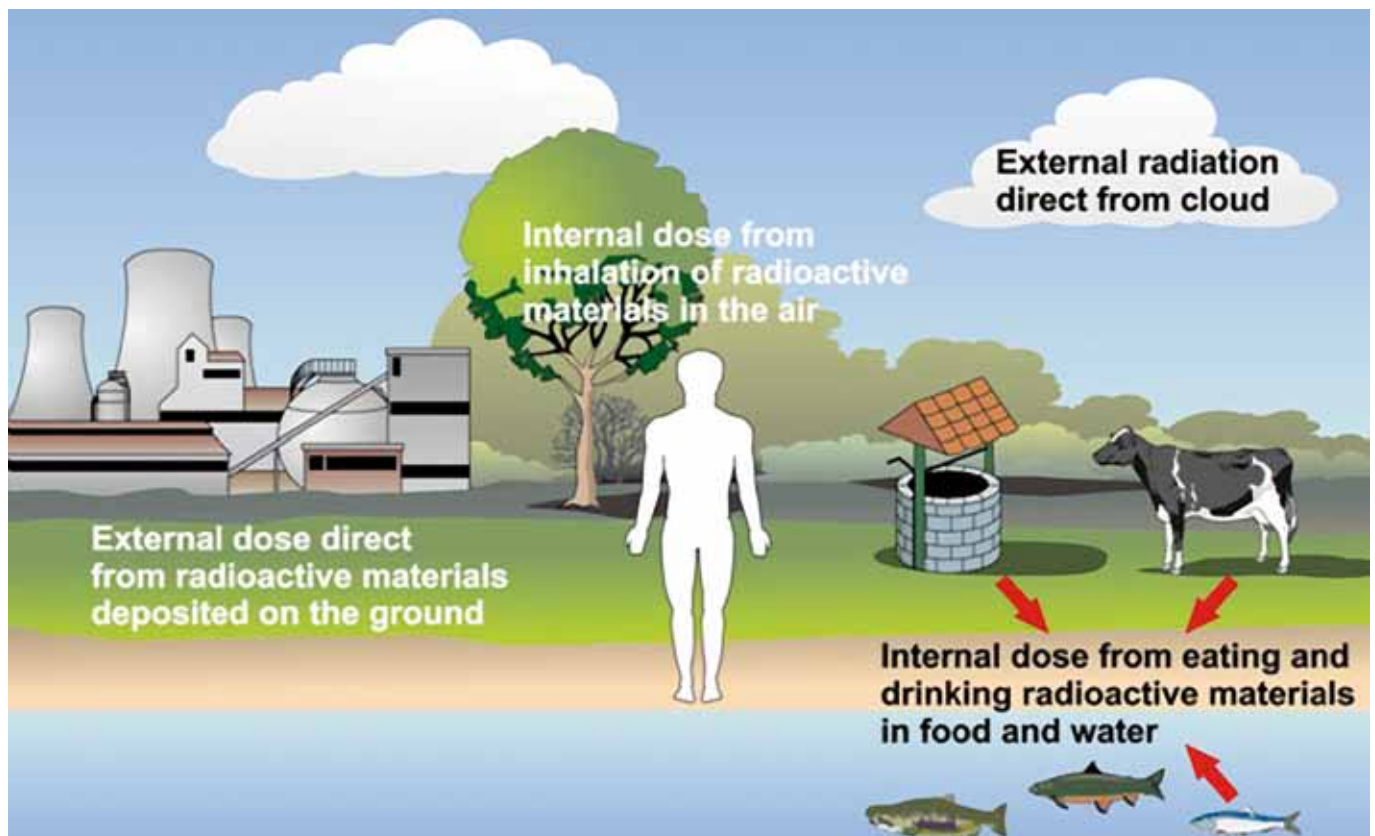 External radiation
direct from cloud
Internal dose from
inhalation of radioactive
materials in the air
External dose direct
from radioactive materials
deposited on the ground
Internal dose from eating and
drinking radioactive materials
in food and water